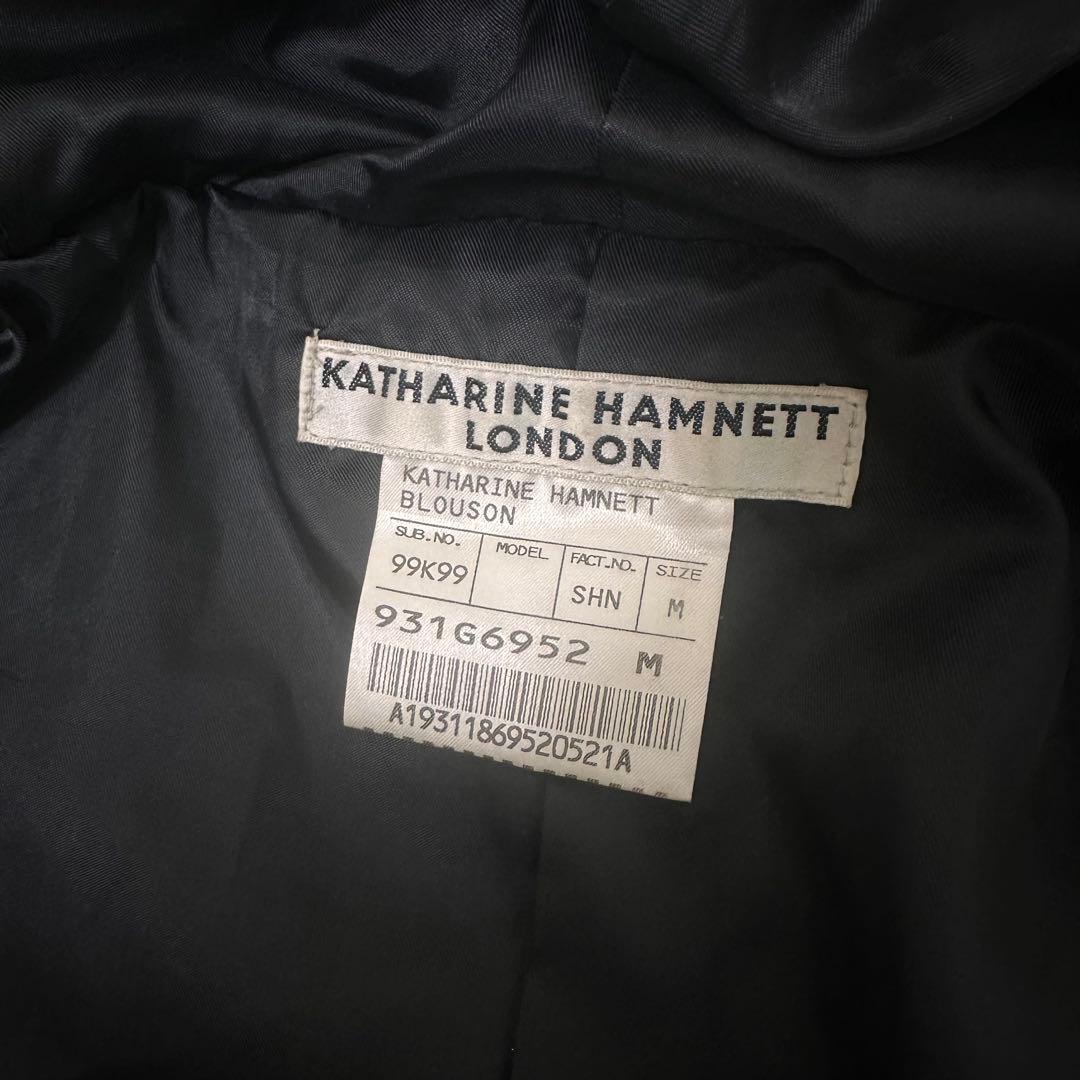 KATHARINE HAMNETT
LONDON
KATHARINE HAMNETT
BLOUSON
SUB.NO. MODEL FACT.NO. SIZE
99K99 SHN M
931G6952 M
A19311869520521A